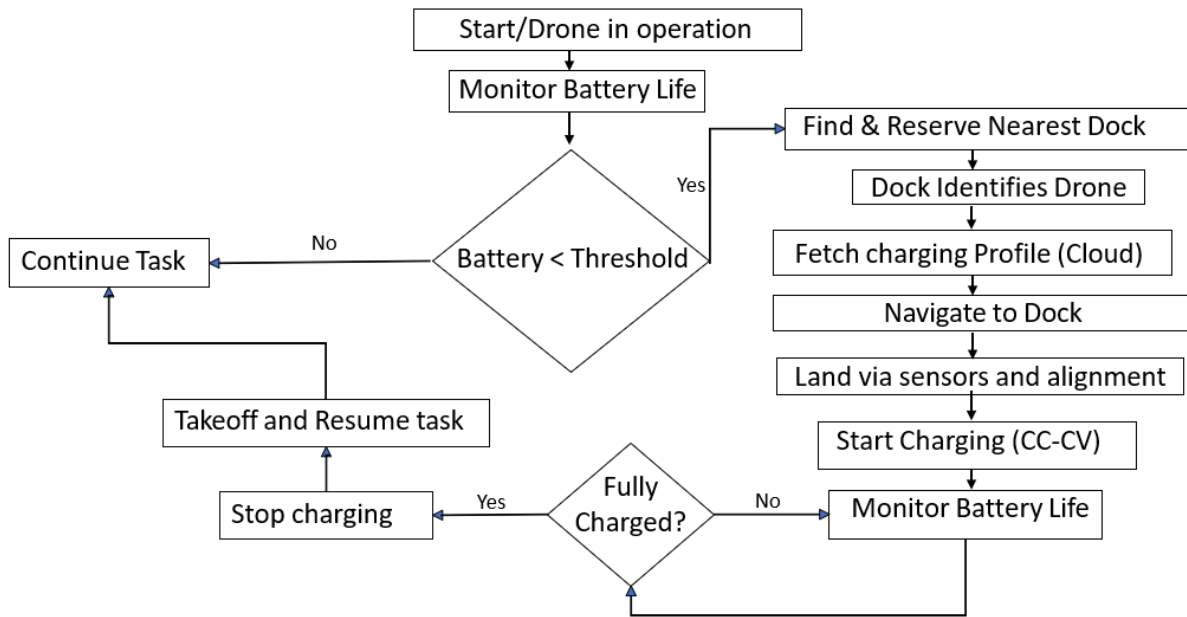 Start/Drone in operation
Monitor Battery Life
Battery < Threshold
Yes
Find & Reserve Nearest Dock
Dock Identifies Drone
Fetch charging Profile (Cloud)
Navigate to Dock
Land via sensors and alignment
Start Charging (CC-CV)
Monitor Battery Life
No
Fully
Charged?
Yes
Stop charging
Takeoff and Resume task
No
Continue Task